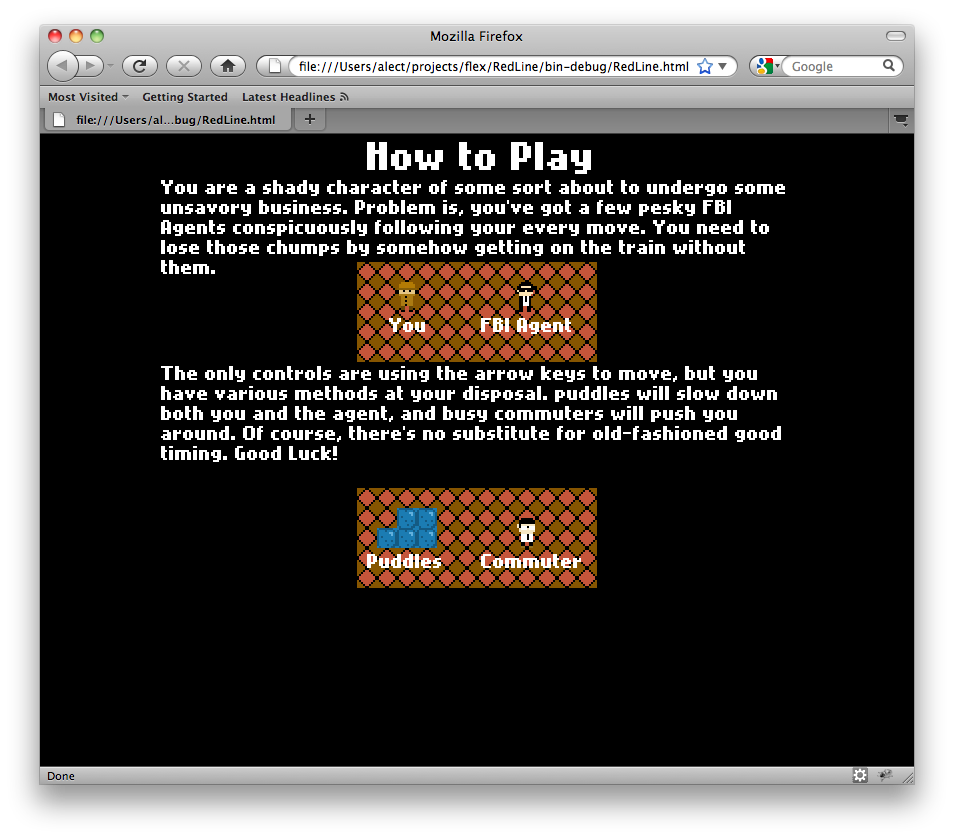 Mozilla Firefox
file:///Users/alect/projects/flex/RedLine/bin-debug/RedLine.html
Google
Most Visited
Getting Started
Latest Headlines
file:///Users/al...bug/RedLine.html
How to Play
You are a shady character of some sort about to undergo some
unsavory business. Problem is, you've got a few pesky FBI
Agents conspicuously following your every move. You need to
lose those chumps by somehow getting on the train without
them.
You
FBI Agent
The only controls are using the arrow keys to move, but you
have various methods at your disposal. puddles will slow down
both you and the agent, and busy commuters will push you
around. Of course, there's no substitute for old-fashioned good
timing. Good Luck!
Puddles
Commuter
Done